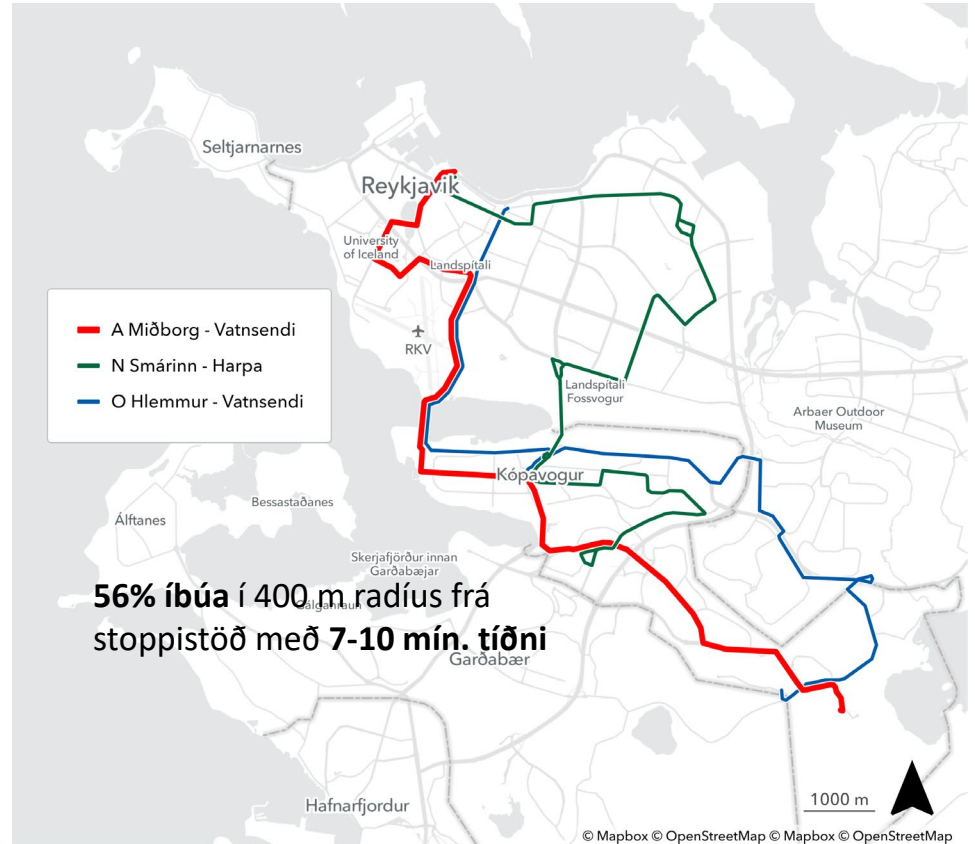 Seltjarnarnes
Reykjavik
University
of Iceland
Landspítali
A Miðborg - Vatnsendi
N Smárinn - Harpa
O Hlemmur - Vatnsendi
RKV
Landspítali
Fossvogur
Arbaer Outdoor
Museum
Kópavogur
Bessastaðanes
Álftanes
Skerjafjörður innan
Garðabæjar
56% íbúa í 400 m radíus frá
Gálgahraun
stoppistöð með 7-10 mín. tíðni
Garðabær
Hafnarfjordur
1000 m
© Mapbox © OpenStreetMap © Mapbox © OpenStreetMap